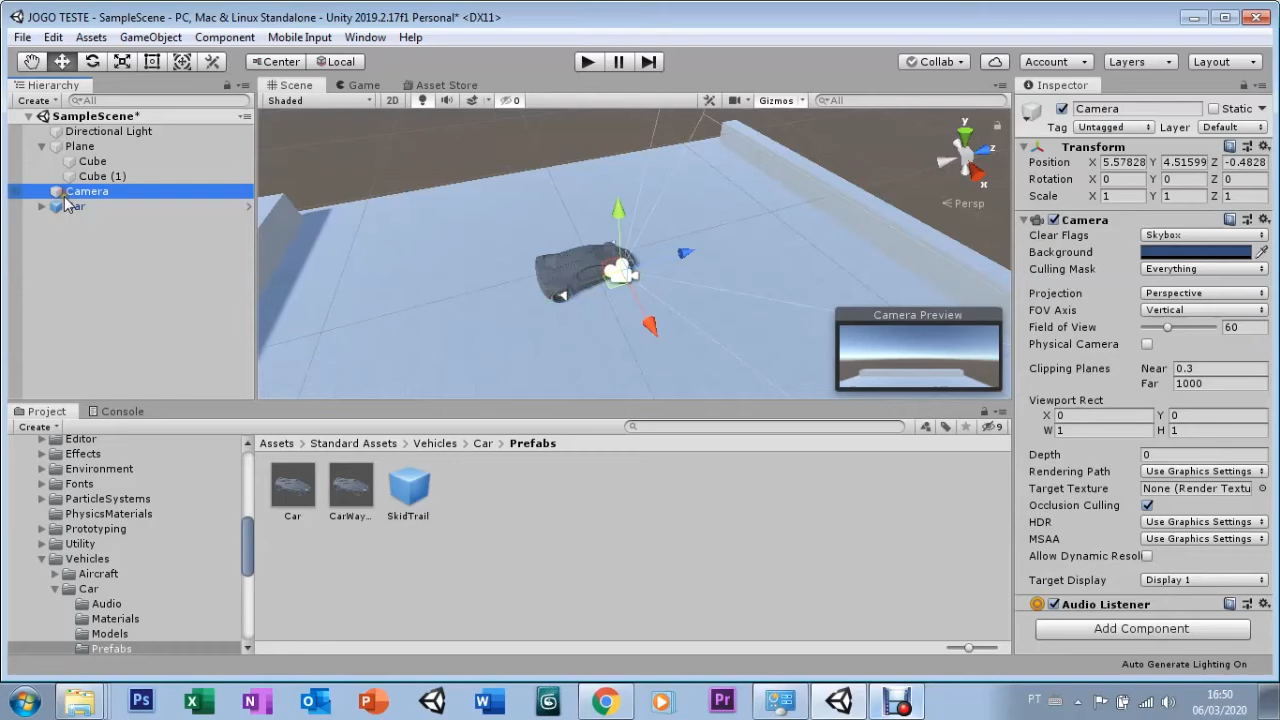 JOGO TESTE - SampleScene - PC, Mac & Linux Standalone - Unity 2019.2.17f1 Personal* <DX11>
File Edit Assets GameObject Component Mobile Input Window Help
Center Local Collab Account Layers Layout
Hierarchy
Create All
SampleScene*
Directional Light
Plane
Cube
Cube (1)
Camera
Car
Scene Game Asset Store
Shaded 2D 0 Gizmos All
y
z
x
Persp
Camera Preview
Inspector
Camera Static
Tag Untagged Layer Default
Transform
Position X 5.57828 Y 4.51599 Z -0.4828
Rotation X 0 Y 0 Z 0
Scale X 1 Y 1 Z 1
Camera
Clear Flags Skybox
Background
Culling Mask Everything
Projection Perspective
FOV Axis Vertical
Field of View 60
Physical Camera
Clipping Planes Near 0.3
Far 1000
Viewport Rect
X 0 Y 0
W 1 H 1
Depth 0
Rendering Path Use Graphics Settings
Target Texture None (Render Textu
Occlusion Culling
HDR Use Graphics Settings
MSAA Use Graphics Settings
Allow Dynamic Resol
Target Display Display 1
Audio Listener
Add Component
Auto Generate Lighting On
Project Console
Create 9
Editor
Effects
Environment
Fonts
ParticleSystems
PhysicsMaterials
Prototyping
Utility
Vehicles
Aircraft
Car
Audio
Materials
Models
Prefabs
Assets Standard Assets Vehicles Car Prefabs
Car CarWay... SkidTrail
Ps N W Pr
PT 16:50
06/03/2020